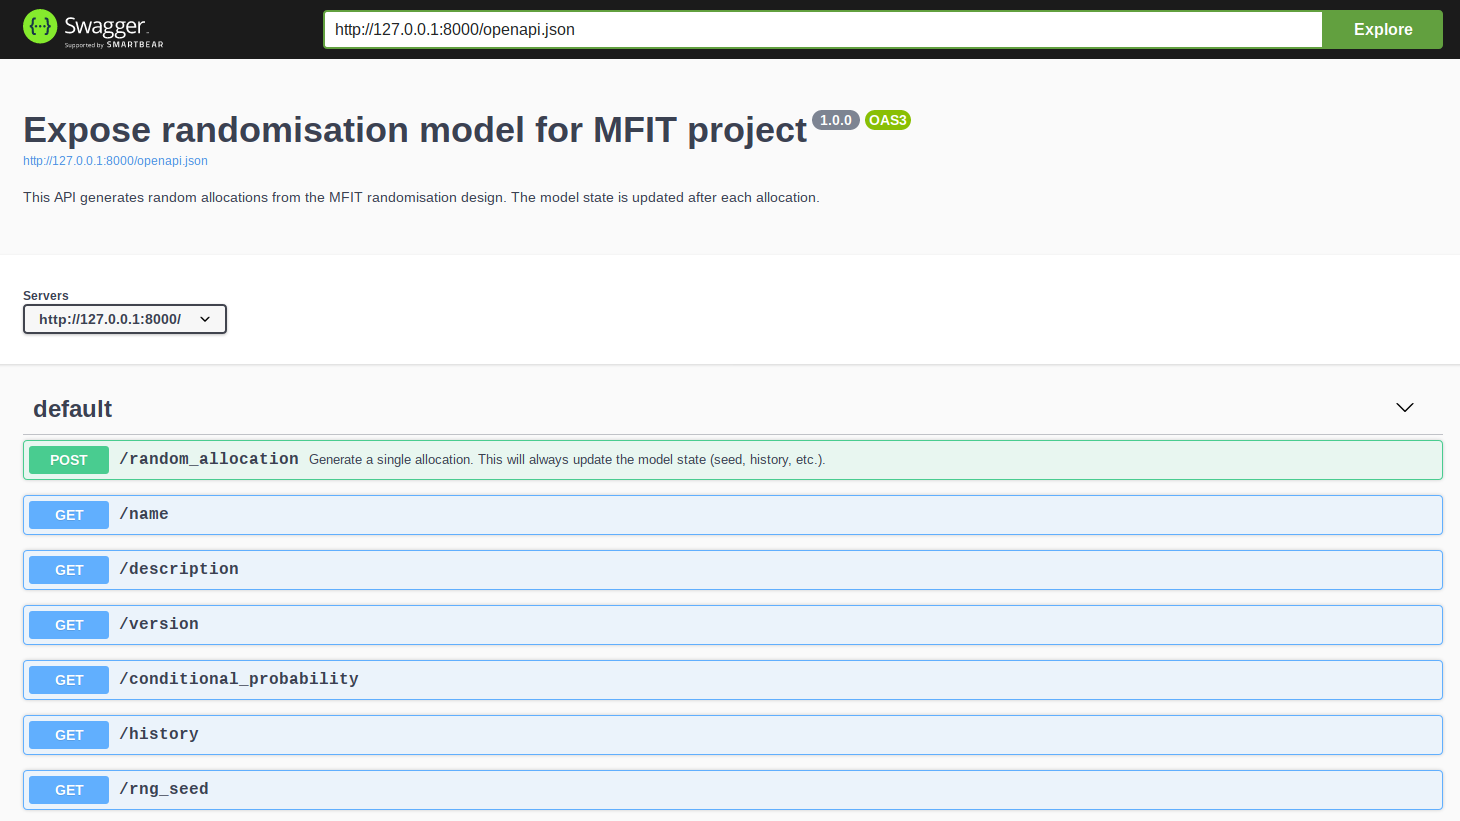 {···} Swagger
Supported by SMARTBEAR
http://127.0.0.1:8000/openapi.json
Explore
Expose randomisation model for MFIT project 1.0.0 OAS3
http://127.0.0.1:8000/openapi.json
This API generates random allocations from the MFIT randomisation design. The model state is updated after each allocation.
Servers
http://127.0.0.1:8000/
default
POST /random_allocation Generate a single allocation. This will always update the model state (seed, history, etc.).
GET /name
GET /description
GET /version
GET /conditional_probability
GET /history
GET /rng_seed